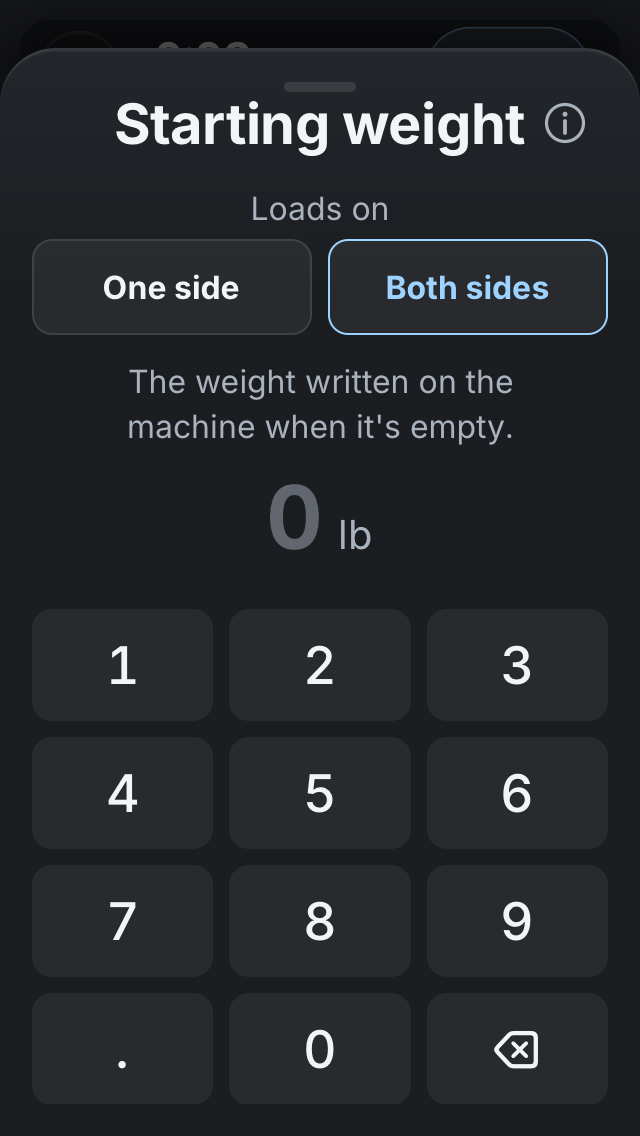 Starting weight
Loads on
One side
Both sides
The weight written on the
machine when it's empty.
0 lb
1 2 3
4 5 6
7 8 9
. 0